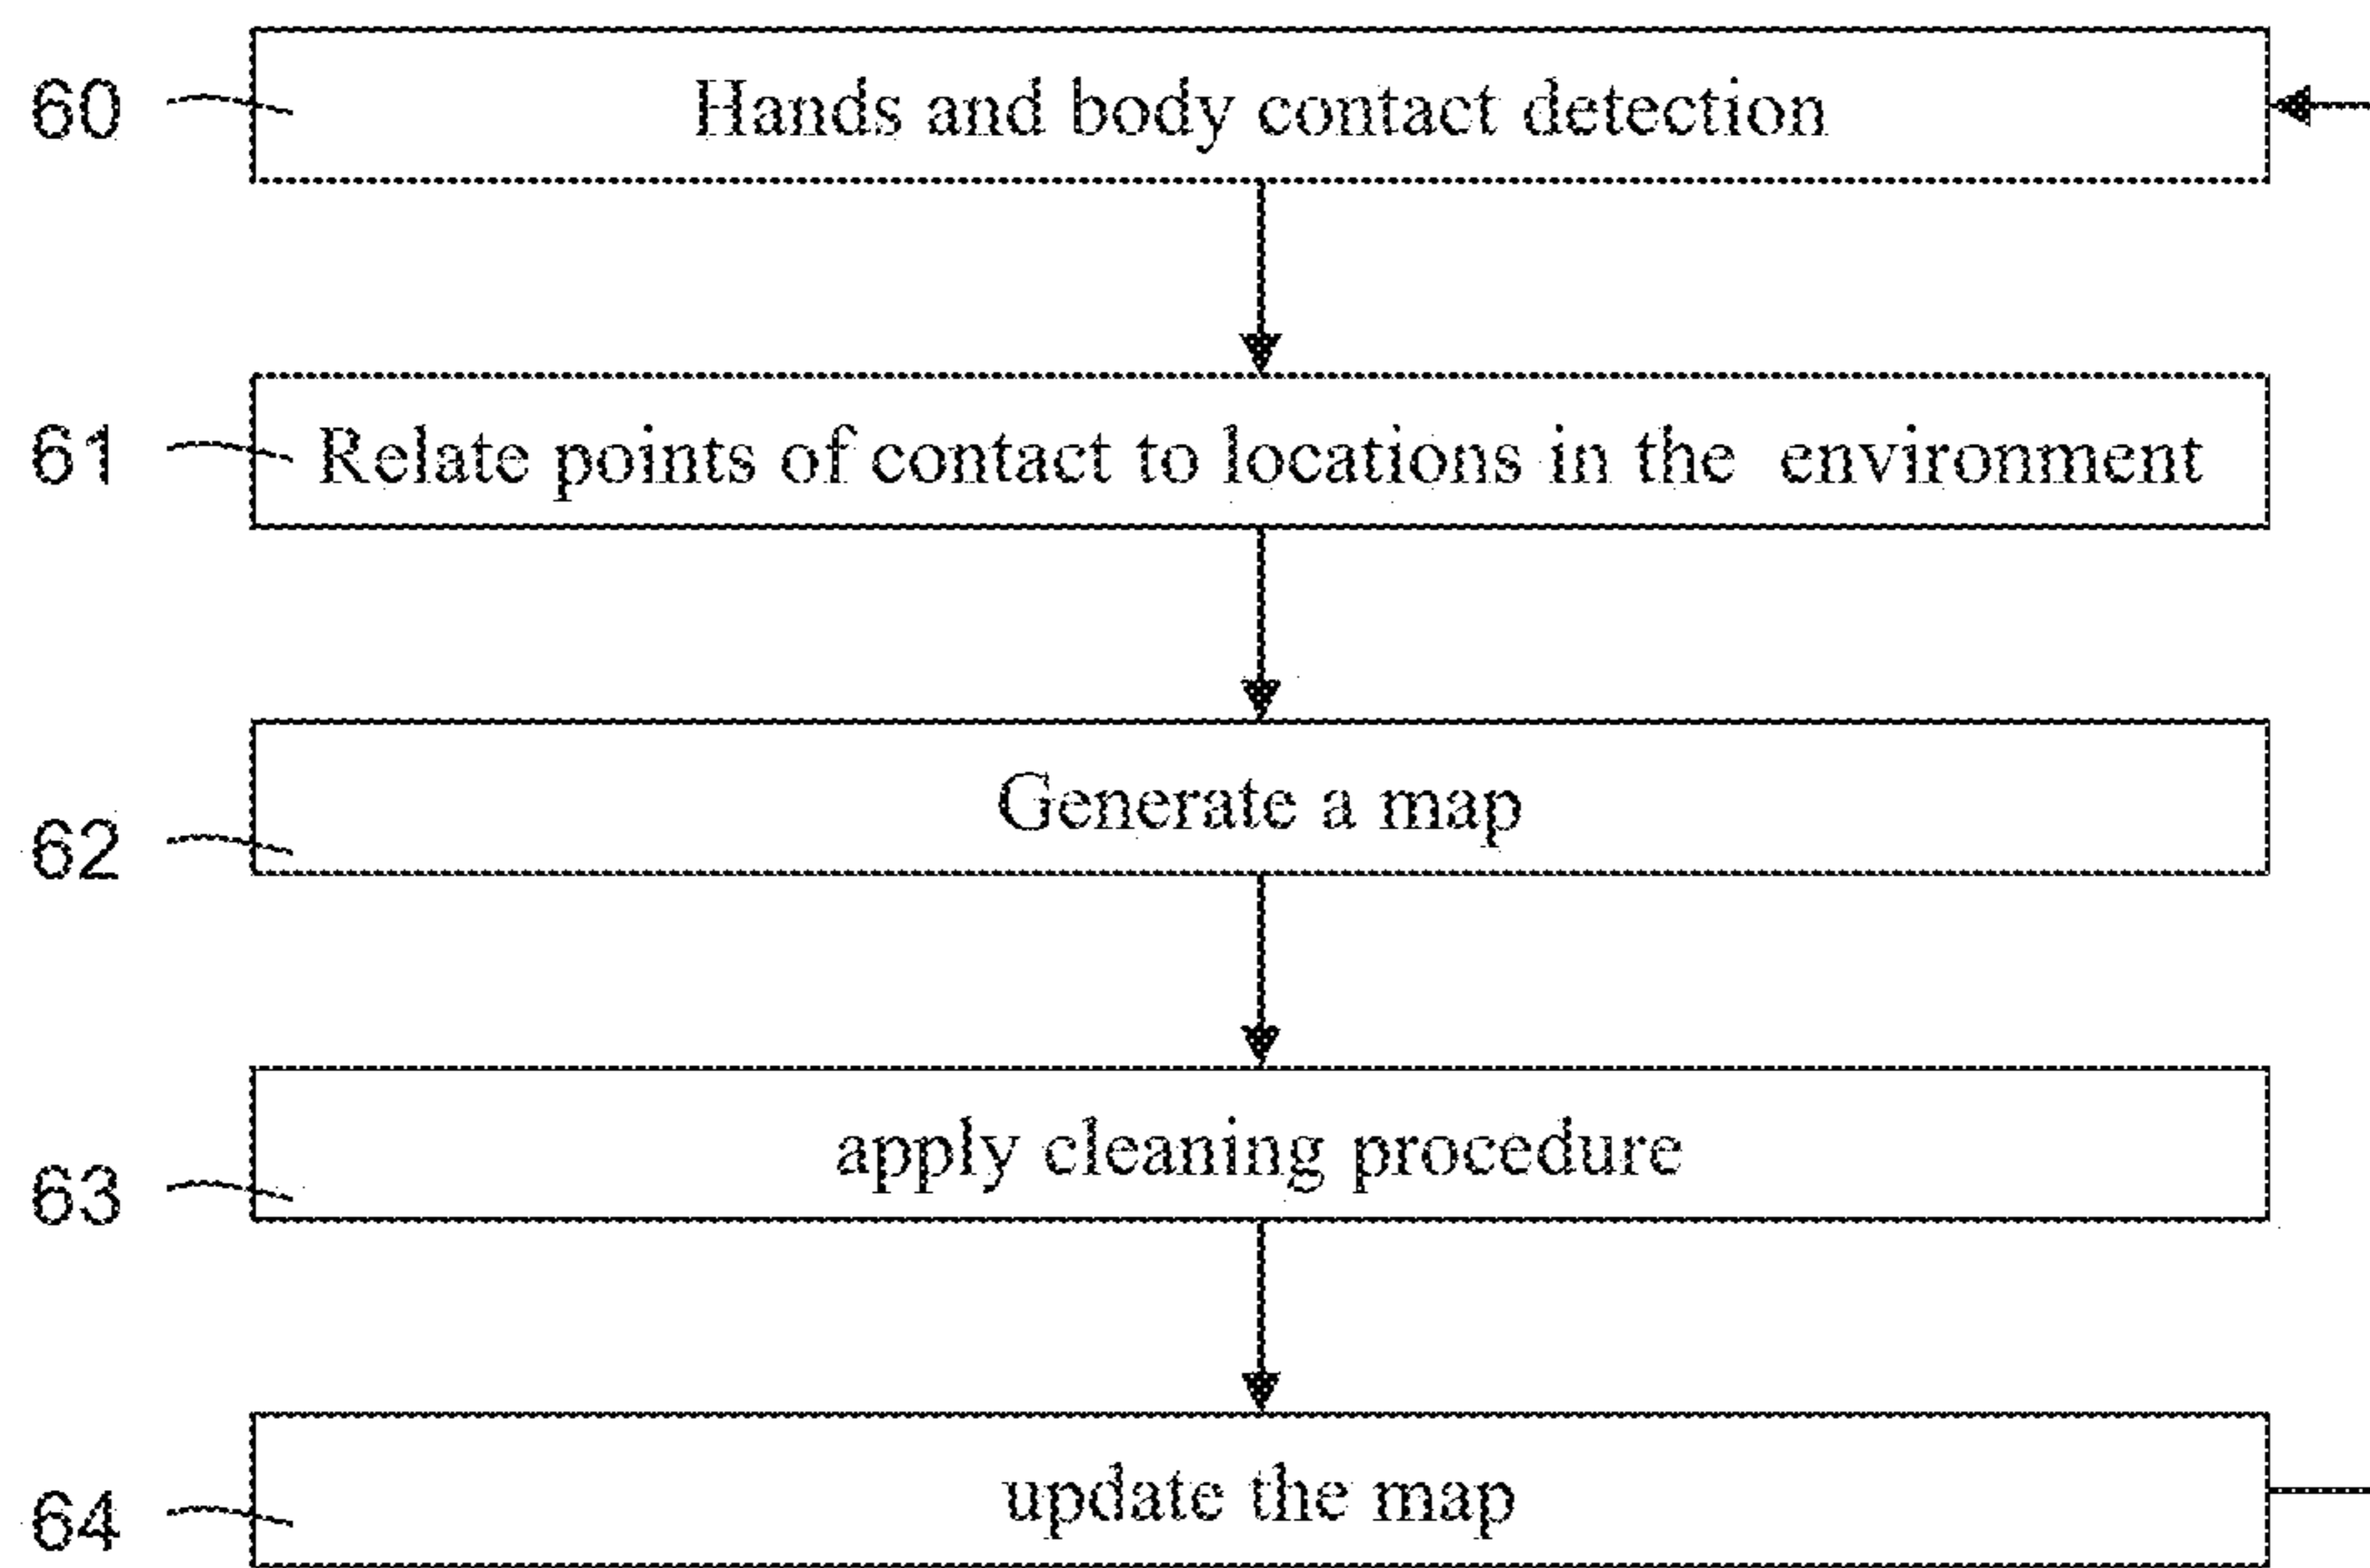 60 Hands and body contact detection
61 Relate points of contact to locations in the environment
62 Generate a map
63 apply cleaning procedure
64 update the map